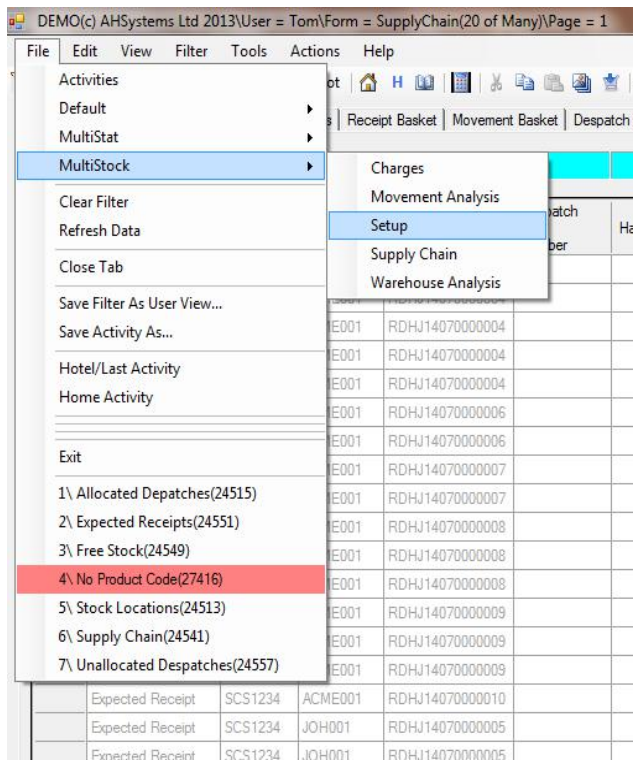 DEMO(c) AHSystems Ltd 2013\User = Tom\Form = SupplyChain(20 of Many)\Page = 1
File Edit View Filter Tools Actions Help
Activities
Default
MultiStat
MultiStock
Clear Filter
Refresh Data
Close Tab
Save Filter As User View...
Save Activity As...
Hotel/Last Activity
Home Activity
Exit
1\ Allocated Depatches(24515)
2\ Expected Receipts(24551)
3\ Free Stock(24549)
4\ No Product Code(27416)
5\ Stock Locations(24513)
6\ Supply Chain(24541)
7\ Unallocated Despatches(24557)
Charges
Movement Analysis
Setup
Supply Chain
Warehouse Analysis
H
Receipt Basket Movement Basket Despatch
RDHJ14070000004
RDHJ14070000004
RDHJ14070000004
RDHJ14070000006
RDHJ14070000006
RDHJ14070000007
RDHJ14070000007
RDHJ14070000008
RDHJ14070000008
RDHJ14070000008
RDHJ14070000009
RDHJ14070000009
RDHJ14070000009
Expected Receipt SCS1234 ACME001 RDHJ14070000010
Expected Receipt SCS1234 JOH001 RDHJ14070000005
Expected Receipt SCS1234 JOH001 RDHJ14070000005